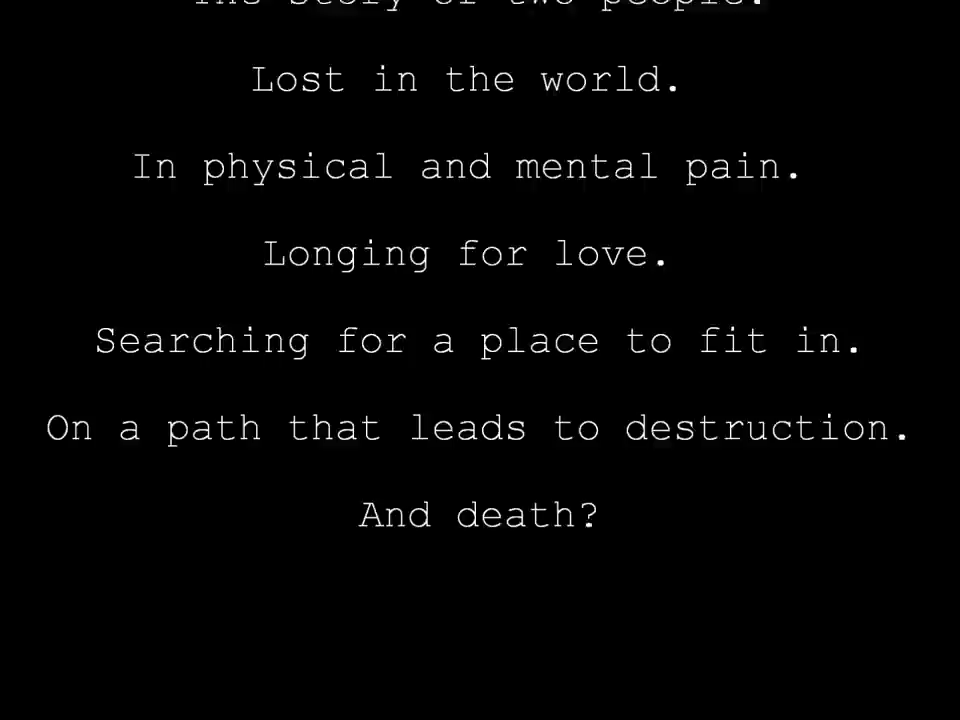 The story of two people.
Lost in the world.
In physical and mental pain.
Longing for love.
Searching for a place to fit in.
On a path that leads to destruction.
And death?